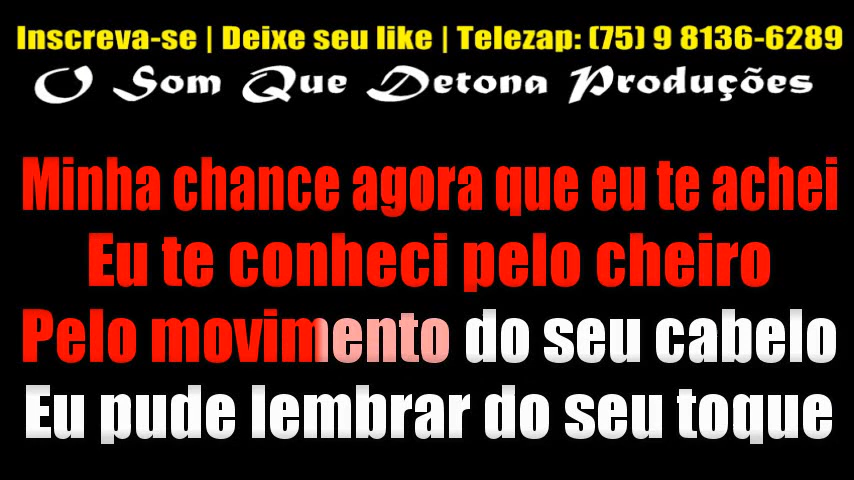 Inscreva-se | Deixe seu like | Telezap: (75) 9 8136-6289
O Som Que Detona Produções
Minha chance agora que eu te achei
Eu te conheci pelo cheiro
Pelo movimento do seu cabelo
Eu pude lembrar do seu toque